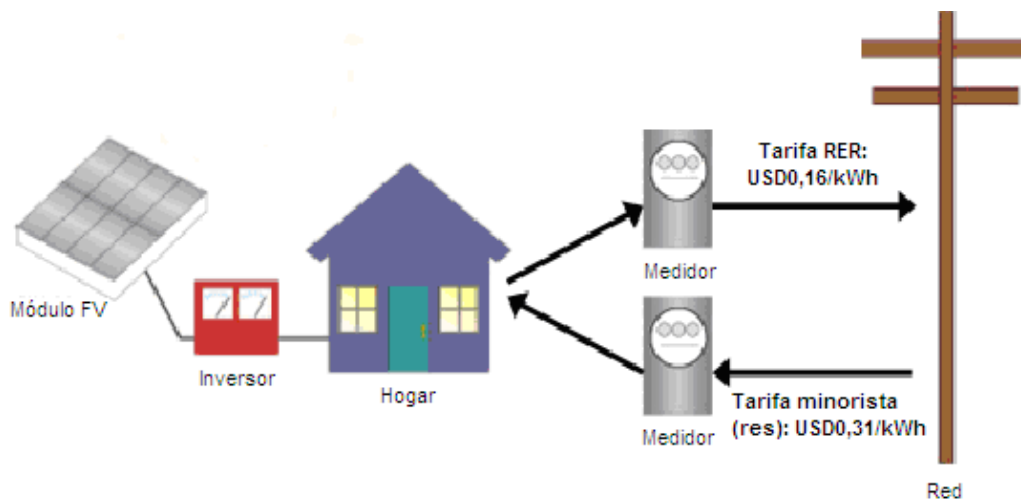 Módulo FV
Inversor
Hogar
Medidor
Tarifa RER:
USD0,16/kWh
Medidor
Tarifa minorista
(res): USD0,31/kWh
Red